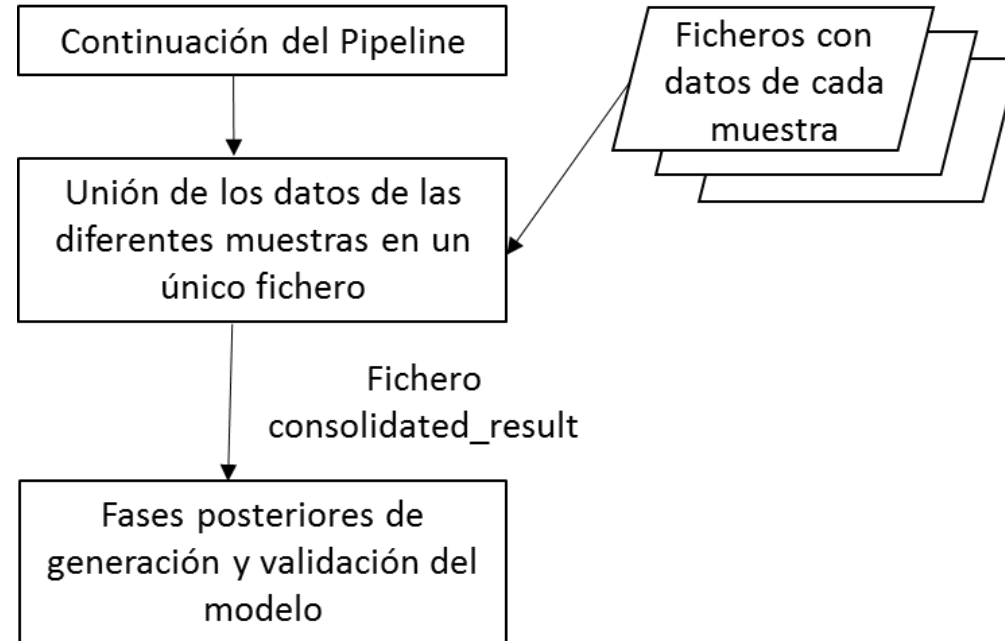 Continuación del Pipeline
Ficheros con
datos de cada
muestra
Unión de los datos de las
diferentes muestras en un
único fichero
Fichero
consolidated_result
Fases posteriores de
generación y validación del
modelo